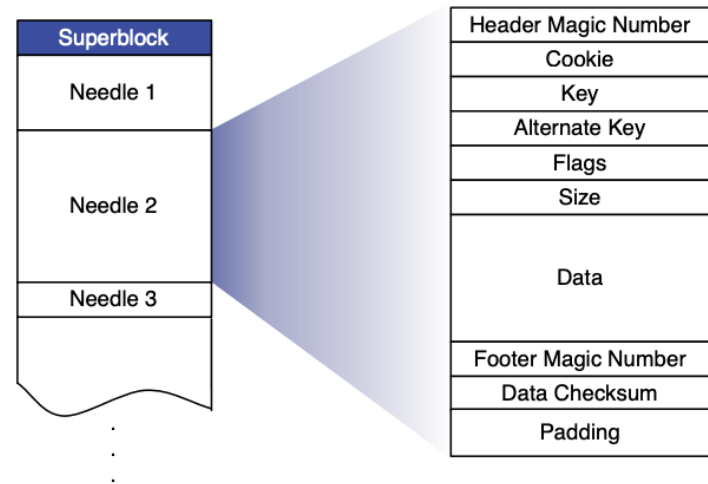 Superblock
Needle 1
Needle 2
Needle 3
.
.
.
Header Magic Number
Cookie
Key
Alternate Key
Flags
Size
Data
Footer Magic Number
Data Checksum
Padding